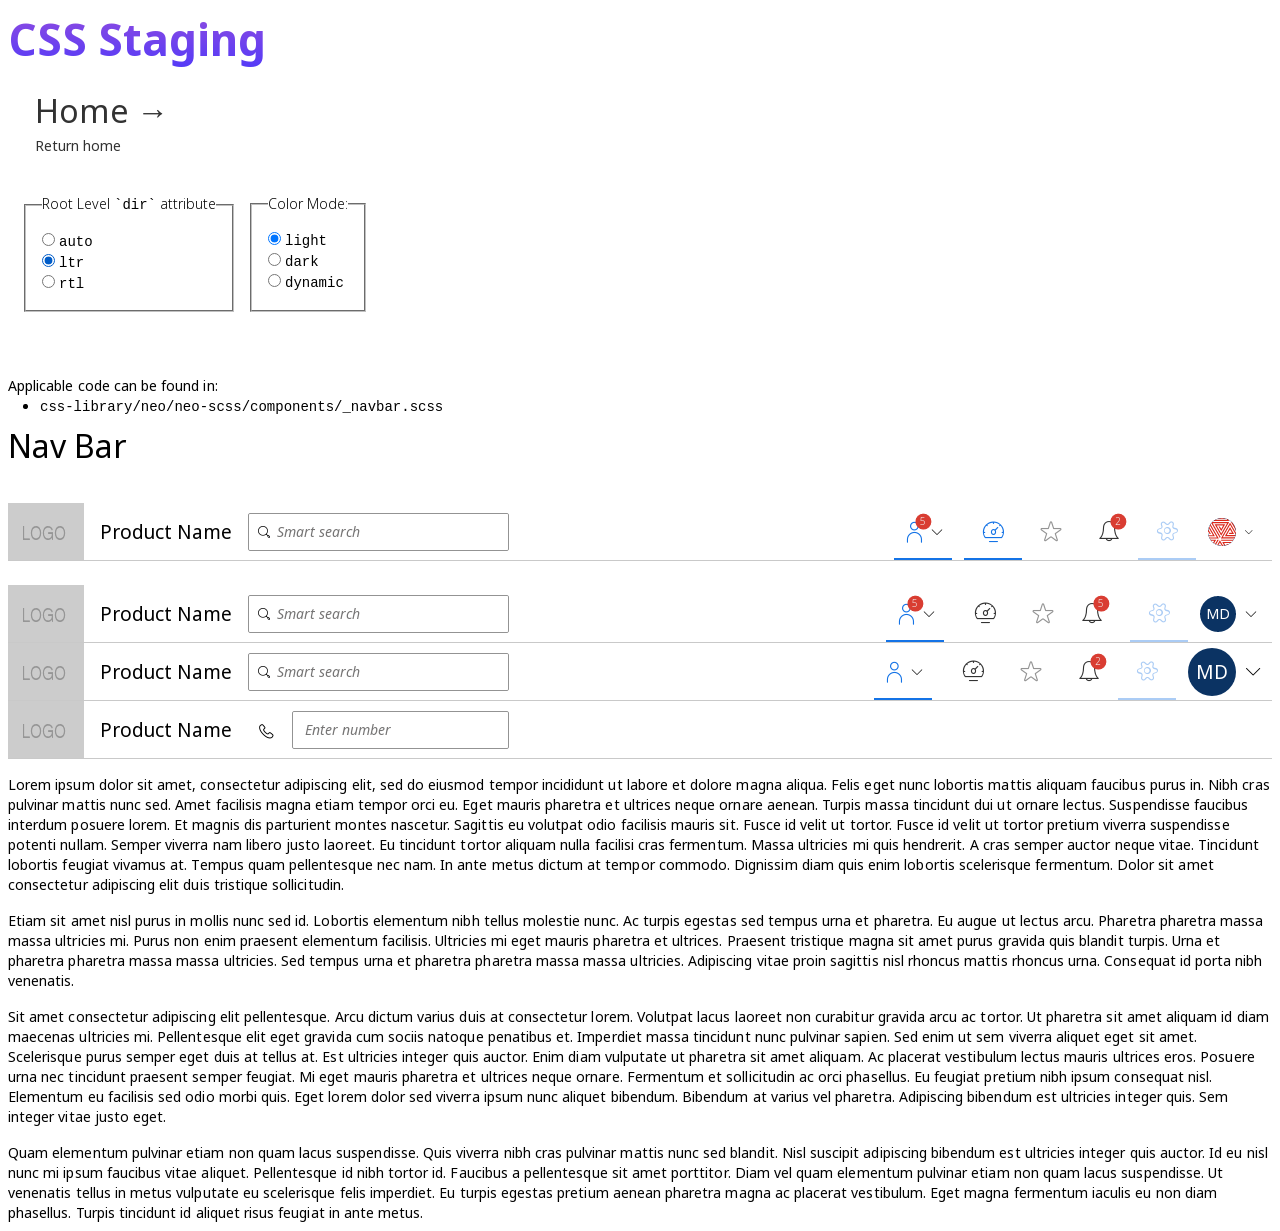 CSS Staging
Home →
Return home
Root Level `dir` attribute
auto
ltr
rtl
Color Mode:
light
dark
dynamic
Applicable code can be found in:
css-library/neo/neo-scss/components/_navbar.scss
Nav Bar
LOGO Product Name Smart search 5 2
LOGO Product Name Smart search 5 5 MD
LOGO Product Name Smart search 2 MD
LOGO Product Name Enter number
Lorem ipsum dolor sit amet, consectetur adipiscing elit, sed do eiusmod tempor incididunt ut labore et dolore magna aliqua. Felis eget nunc lobortis mattis aliquam faucibus purus in. Nibh cras
pulvinar mattis nunc sed. Amet facilisis magna etiam tempor orci eu. Eget mauris pharetra et ultrices neque ornare aenean. Turpis massa tincidunt dui ut ornare lectus. Suspendisse faucibus
interdum posuere lorem. Et magnis dis parturient montes nascetur. Sagittis eu volutpat odio facilisis mauris sit. Fusce id velit ut tortor. Fusce id velit ut tortor pretium viverra suspendisse
potenti nullam. Semper viverra nam libero justo laoreet. Eu tincidunt tortor aliquam nulla facilisi cras fermentum. Massa ultricies mi quis hendrerit. A cras semper auctor neque vitae. Tincidunt
lobortis feugiat vivamus at. Tempus quam pellentesque nec nam. In ante metus dictum at tempor commodo. Dignissim diam quis enim lobortis scelerisque fermentum. Dolor sit amet
consectetur adipiscing elit duis tristique sollicitudin.
Etiam sit amet nisl purus in mollis nunc sed id. Lobortis elementum nibh tellus molestie nunc. Ac turpis egestas sed tempus urna et pharetra. Eu augue ut lectus arcu. Pharetra pharetra massa
massa ultricies mi. Purus non enim praesent elementum facilisis. Ultricies mi eget mauris pharetra et ultrices. Praesent tristique magna sit amet purus gravida quis blandit turpis. Urna et
pharetra pharetra massa massa ultricies. Sed tempus urna et pharetra pharetra massa massa ultricies. Adipiscing vitae proin sagittis nisl rhoncus mattis rhoncus urna. Consequat id porta nibh
venenatis.
Sit amet consectetur adipiscing elit pellentesque. Arcu dictum varius duis at consectetur lorem. Volutpat lacus laoreet non curabitur gravida arcu ac tortor. Ut pharetra sit amet aliquam id diam
maecenas ultricies mi. Pellentesque elit eget gravida cum sociis natoque penatibus et. Imperdiet massa tincidunt nunc pulvinar sapien. Sed enim ut sem viverra aliquet eget sit amet.
Scelerisque purus semper eget duis at tellus at. Est ultricies integer quis auctor. Enim diam vulputate ut pharetra sit amet aliquam. Ac placerat vestibulum lectus mauris ultrices eros. Posuere
urna nec tincidunt praesent semper feugiat. Mi eget mauris pharetra et ultrices neque ornare. Fermentum et sollicitudin ac orci phasellus. Eu feugiat pretium nibh ipsum consequat nisl.
Elementum eu facilisis sed odio morbi quis. Eget lorem dolor sed viverra ipsum nunc aliquet bibendum. Bibendum at varius vel pharetra. Adipiscing bibendum est ultricies integer quis. Sem
integer vitae justo eget.
Quam elementum pulvinar etiam non quam lacus suspendisse. Quis viverra nibh cras pulvinar mattis nunc sed blandit. Nisl suscipit adipiscing bibendum est ultricies integer quis auctor. Id eu nisl
nunc mi ipsum faucibus vitae aliquet. Pellentesque id nibh tortor id. Faucibus a pellentesque sit amet porttitor. Diam vel quam elementum pulvinar etiam non quam lacus suspendisse. Ut
venenatis tellus in metus vulputate eu scelerisque felis imperdiet. Eu turpis egestas pretium aenean pharetra magna ac placerat vestibulum. Eget magna fermentum iaculis eu non diam
phasellus. Turpis tincidunt id aliquet risus feugiat in ante metus.